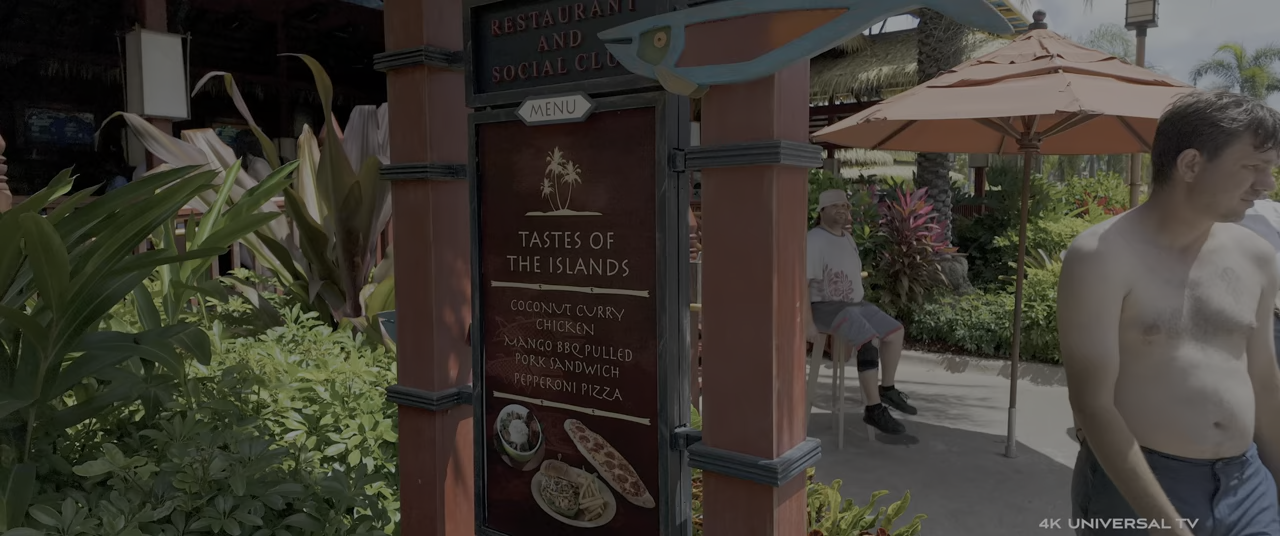 RESTAURANT
AND
SOCIAL CLU
MENU
TASTES OF
THE ISLANDS
COCONUT CURRY
CHICKEN
MANGO BBQ PULLED
PORK SANDWICH
PEPPERONI PIZZA
4K UNIVERSAL TV